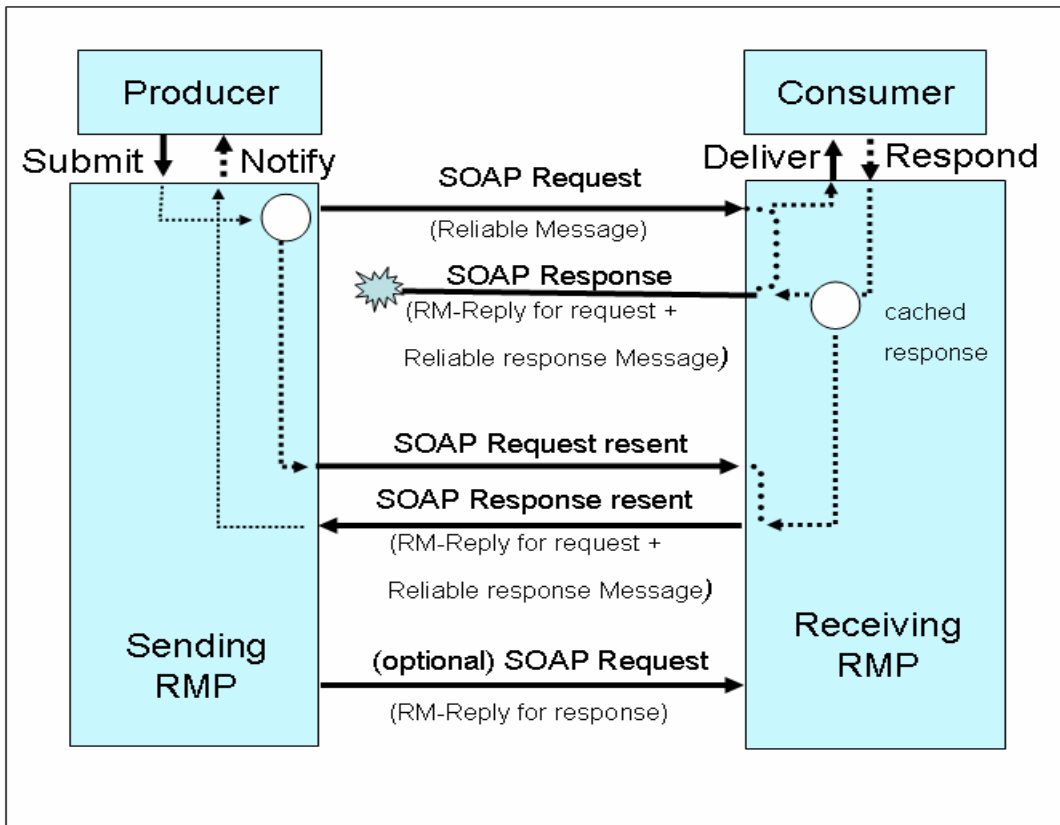 Producer
Consumer
Submit
Notify
Deliver
Respond
SOAP Request
(Reliable Message)
SOAP Response
(RM-Reply for request +
Reliable response Message)
cached
response
SOAP Request resent
SOAP Response resent
(RM-Reply for request +
Reliable response Message)
Sending
RMP
Receiving
RMP
(optional) SOAP Request
(RM-Reply for response)